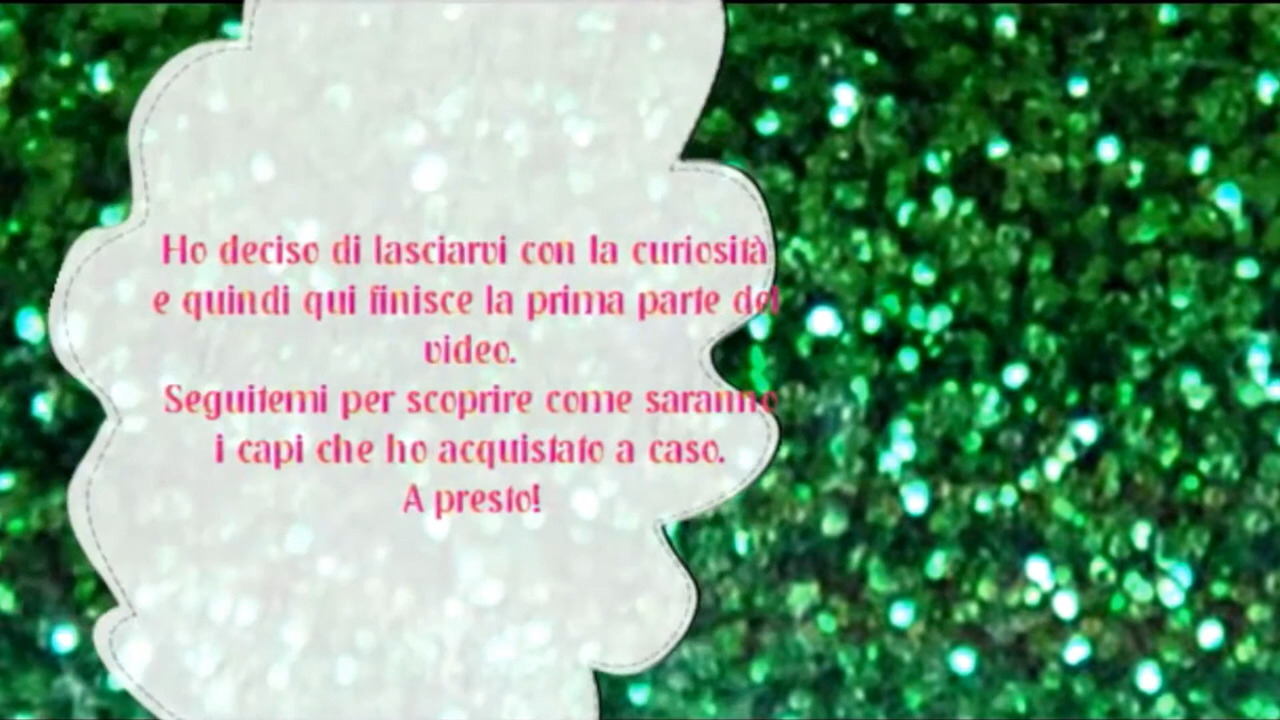 Ho deciso di lasciarvi con la curiosità
e quindi qui finisce la prima parte del
video.
Seguitemi per scoprire come saranno
i capi che ho acquistato a caso.
A presto!